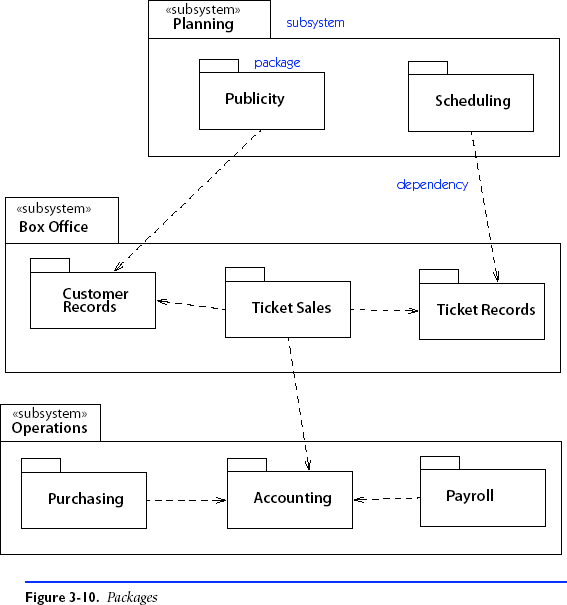 «subsystem»
Planning
subsystem
package
Publicity
Scheduling
dependency
«subsystem»
Box Office
Customer
Records
Ticket Sales
Ticket Records
«subsystem»
Operations
Purchasing
Accounting
Payroll
Figure 3-10. Packages